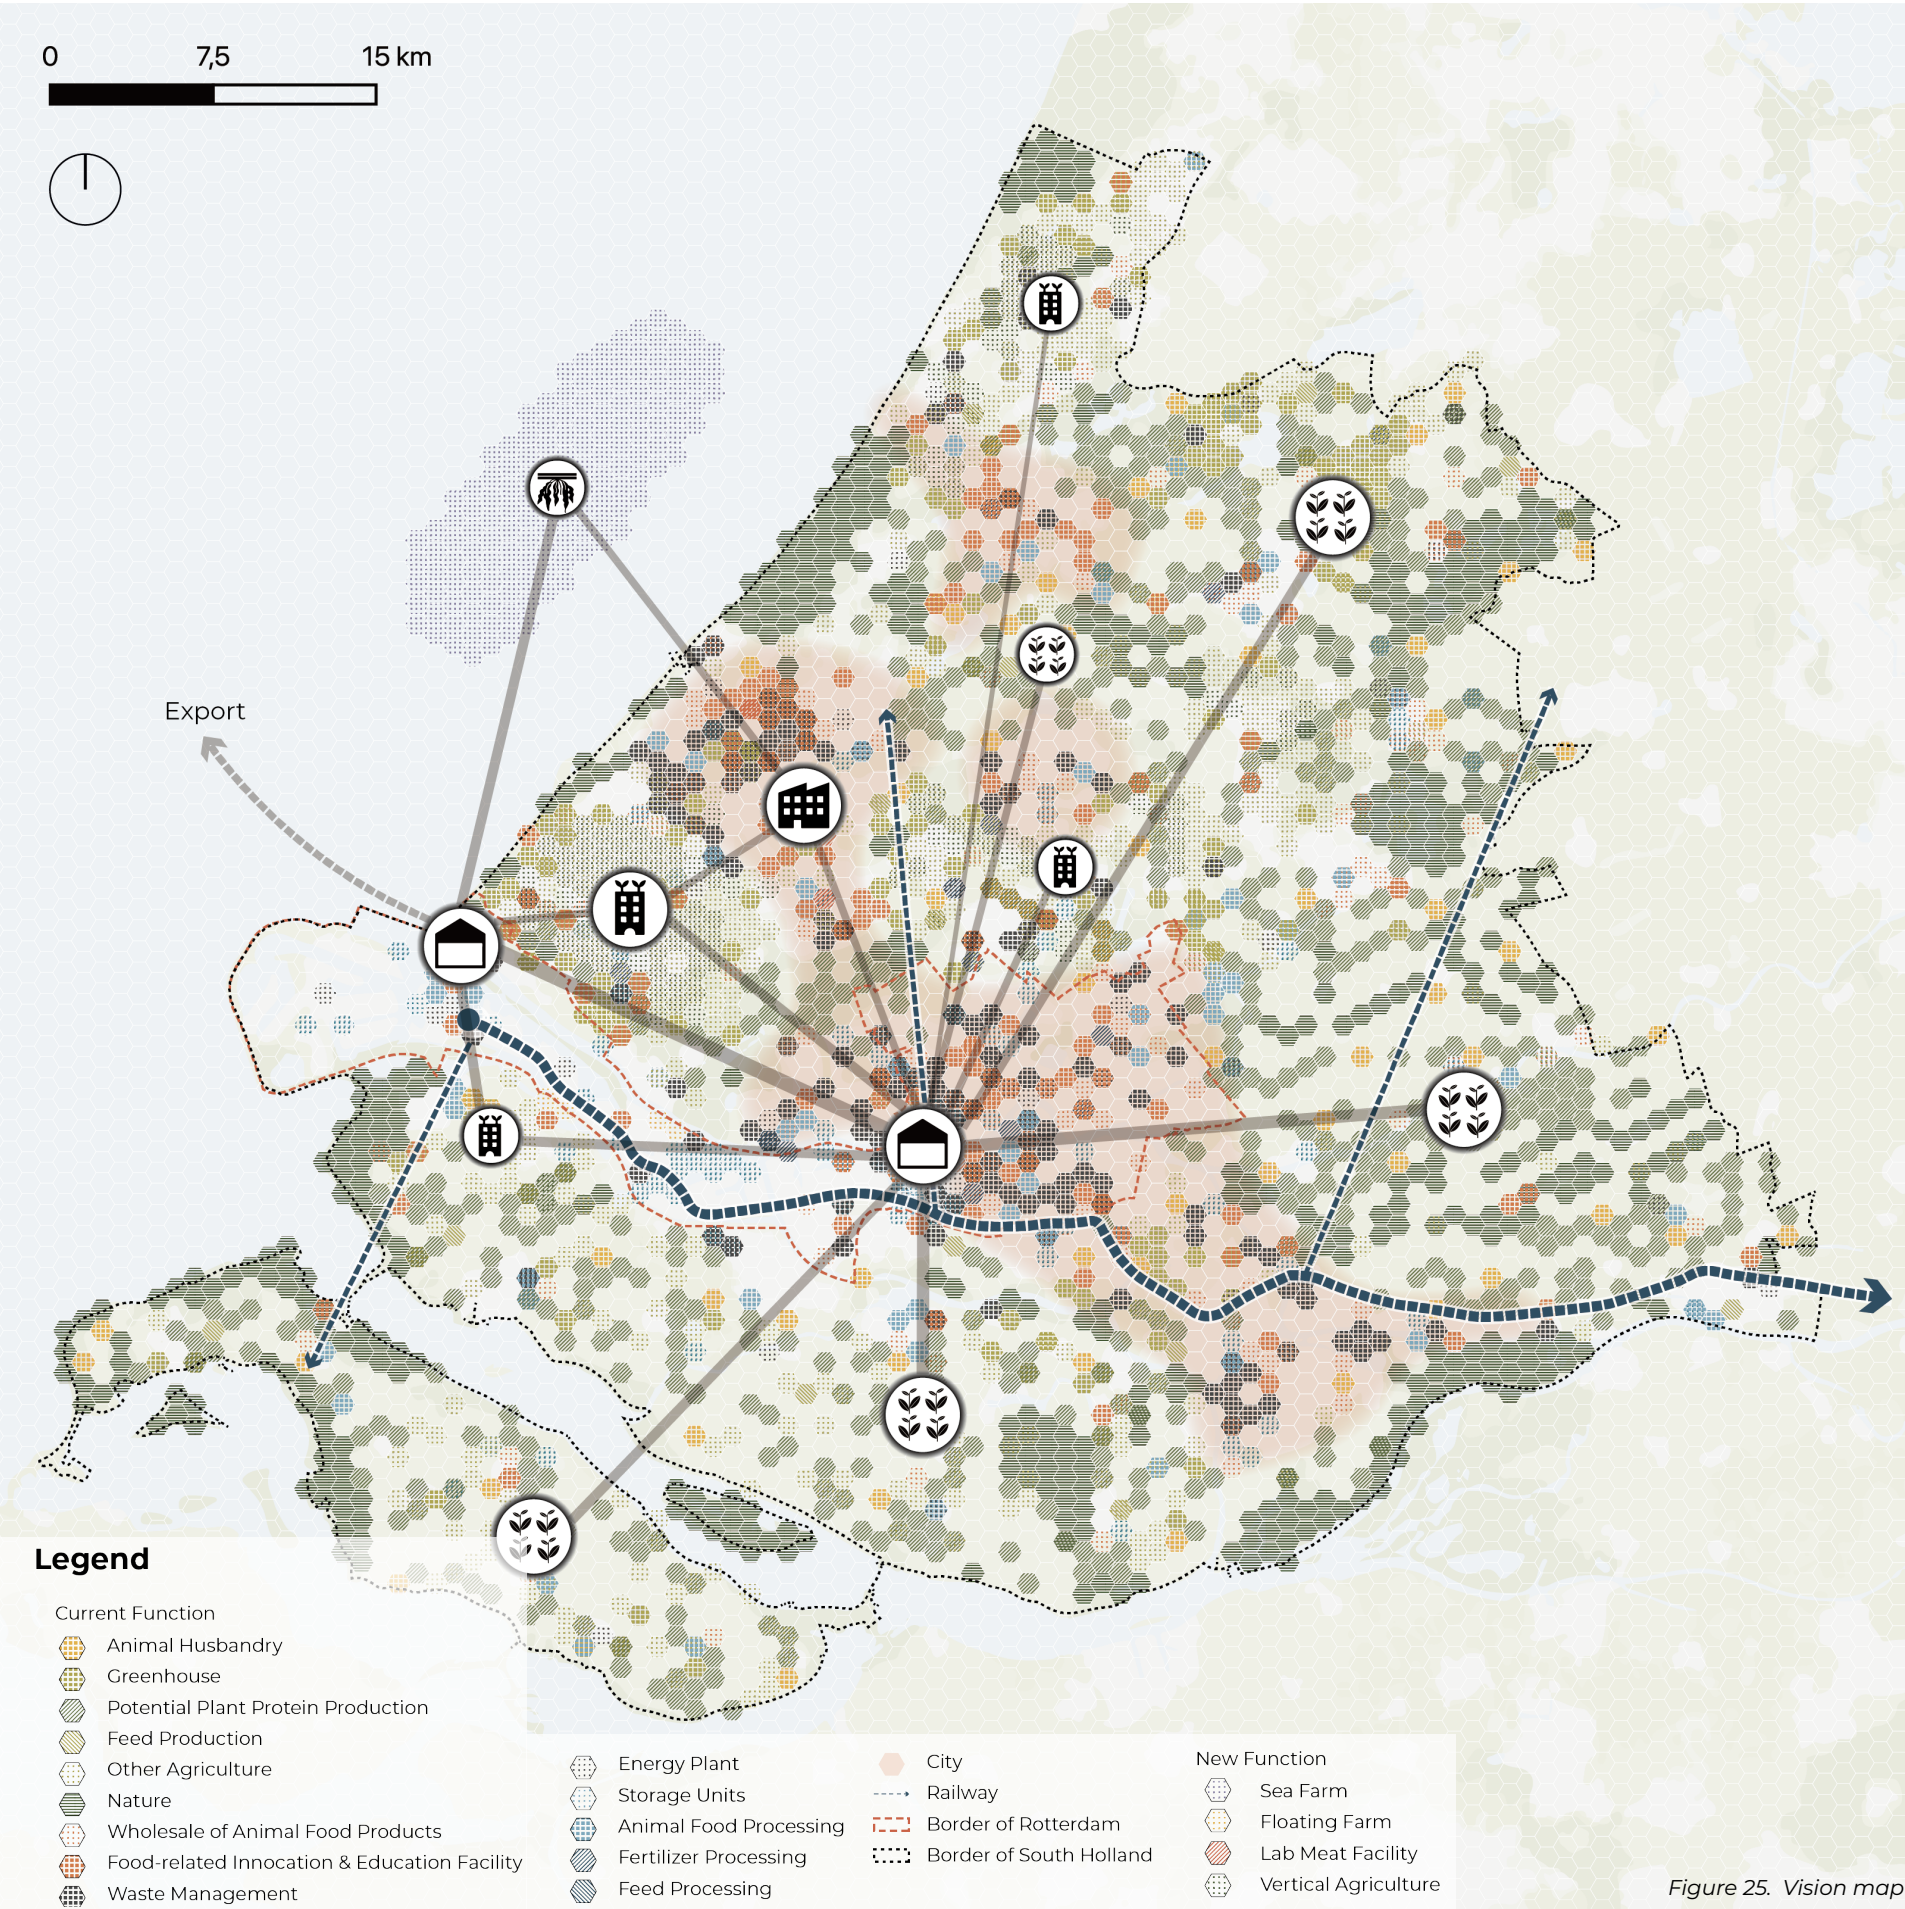 0 7,5 15 km
Export
Legend
Current Function
Animal Husbandry
Greenhouse
Potential Plant Protein Production
Feed Production
Other Agriculture
Nature
Wholesale of Animal Food Products
Food-related Innocation & Education Facility
Waste Management
Energy Plant
Storage Units
Animal Food Processing
Fertilizer Processing
Feed Processing
City
Railway
Border of Rotterdam
Border of South Holland
New Function
Sea Farm
Floating Farm
Lab Meat Facility
Vertical Agriculture
Figure 25. Vision map